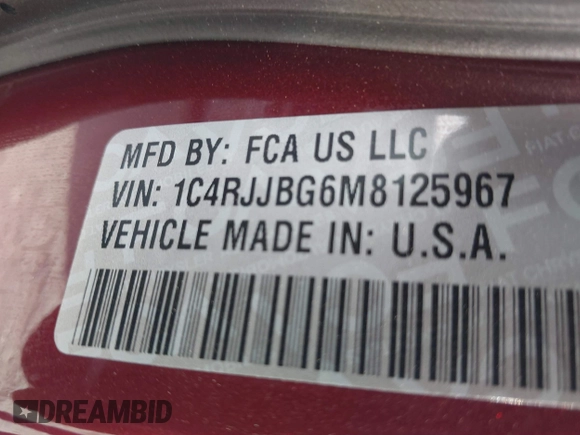 MFD BY: FCA US LLC
VIN: 1C4RJJBG6M8125967
VEHICLE MADE IN: U.S.A.
DREAMBID